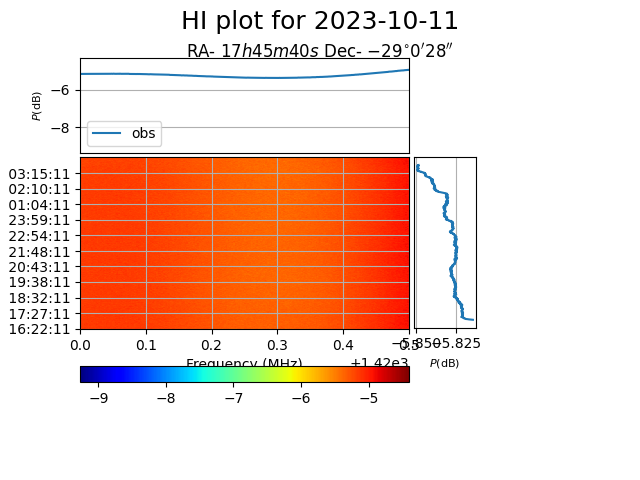 HI plot for 2023-10-11
RA- 17h45m40s Dec- −29°0′28″
P(dB)
−6
−8
obs
03:15:11
02:10:11
01:04:11
23:59:11
22:54:11
21:48:11
20:43:11
19:38:11
18:32:11
17:27:11
16:22:11
0.0 0.1 0.2 0.3 0.4 0.5
Frequency (MHz)
+1.42e3
−5.850 −5.825
P(dB)
−9 −8 −7 −6 −5